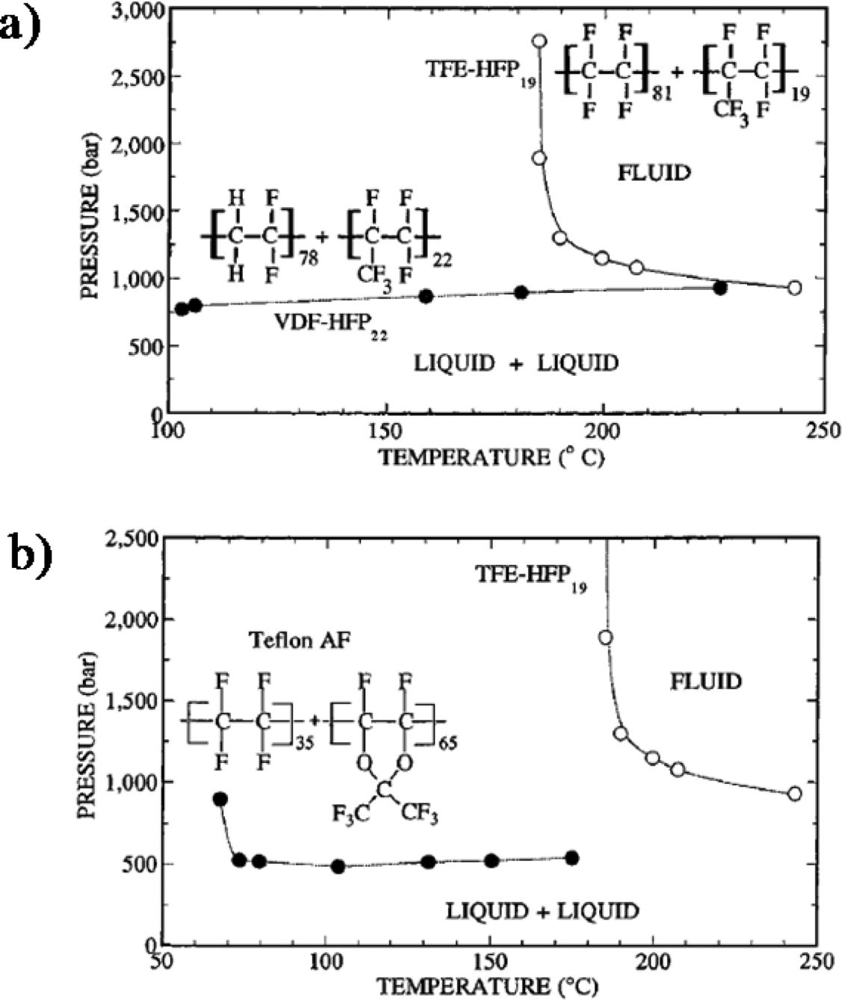 a)
3,000
2,500
2,000
1,500
1,000
500
0
PRESSURE (bar)
TFE-HFP19
F F
C C
F F
81
+
F F
C C
CF3 F
19
FLUID
H F
C C
H F
78
+
F F
C C
CF3 F
22
VDF-HFP22
LIQUID + LIQUID
100 150 200 250
TEMPERATURE (° C)
b)
2,500
2,000
1,500
1,000
500
0
PRESSURE (bar)
TFE-HFP19
Teflon AF
FLUID
F F
C C
F F
35
+
F F
C C
65
O O
C
F3C CF3
LIQUID + LIQUID
50 100 150 200 250
TEMPERATURE (°C)